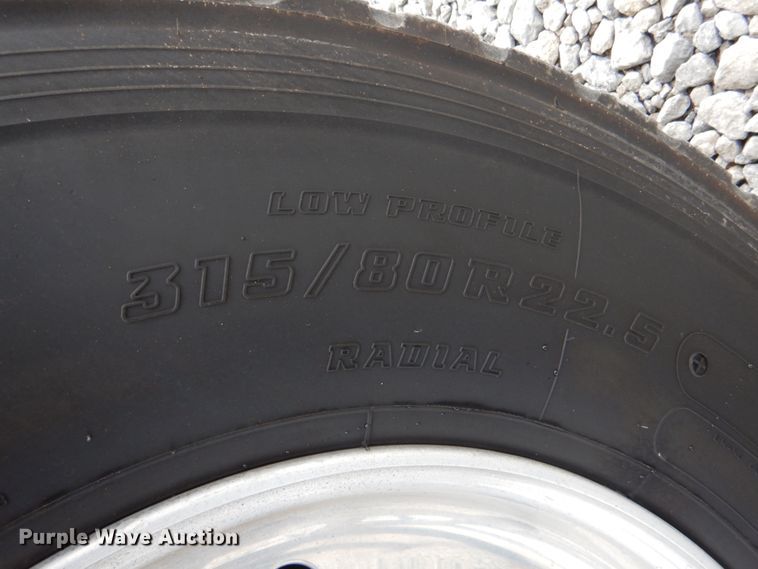 LOW PROFILE
315/80R22.5
RADIAL
Purple Wave Auction